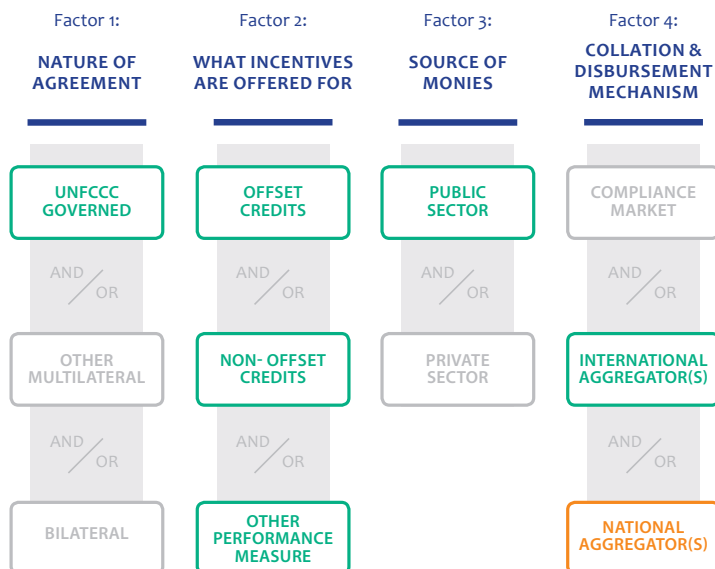 Factor 1:
NATURE OF
AGREEMENT
UNFCCC
GOVERNED
AND
OR
OTHER
MULTILATERAL
AND
OR
BILATERAL
Factor 2:
WHAT INCENTIVES
ARE OFFERED FOR
OFFSET
CREDITS
AND
OR
NON- OFFSET
CREDITS
AND
OR
OTHER
PERFORMANCE
MEASURE
Factor 3:
SOURCE OF
MONIES
PUBLIC
SECTOR
AND
OR
PRIVATE
SECTOR
Factor 4:
COLLATION &
DISBURSEMENT
MECHANISM
COMPLIANCE
MARKET
AND
OR
INTERNATIONAL
AGGREGATOR(S)
AND
OR
NATIONAL
AGGREGATOR(S)